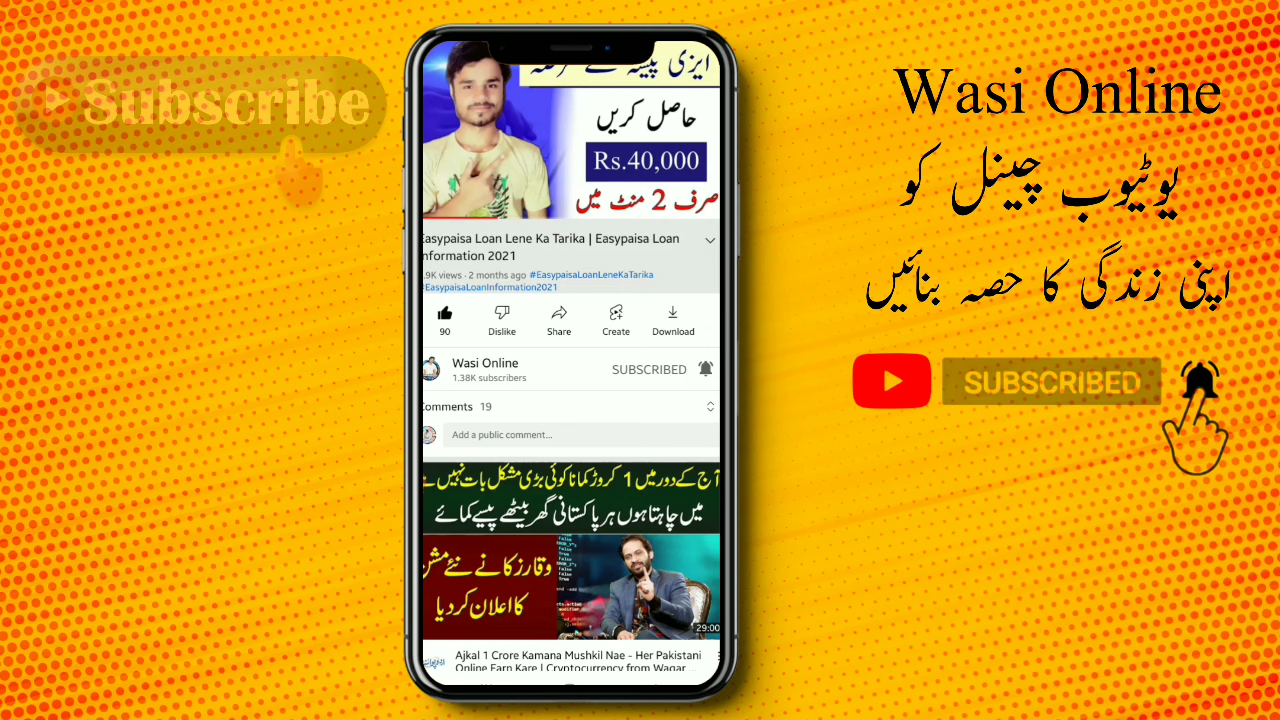 Subscribe
ایزی پیسہ سے قرضہ
حاصل کریں
Rs.40,000
صرف 2 منٹ میں
Easypaisa Loan Lene Ka Tarika | Easypaisa Loan
Information 2021
.9K views · 2 months ago #EasypaisaLoanLeneKaTarika
#EasypaisaLoanInformation2021
90
Dislike
Share
Create
Download
Wasi Online
1.38K subscribers
SUBSCRIBED
Comments 19
Add a public comment...
آج کے دور میں 1 کروڑ کمانا کوئی بڑی مشکل بات نہیں ہے
میں چاہتا ہوں ہر پاکستانی گھر بیٹھے پیسے کمائے
وقار زکا نے نئے مشن
کا اعلان کر دیا
29:00
Ajkal 1 Crore Kamana Mushkil Nae - Her Pakistani
Online Earn Kare | Cryptocurrency from Waqar...
Wasi Online
یوٹیوب چینل کو
اپنی زندگی کا حصہ بنائیں
SUBSCRIBED